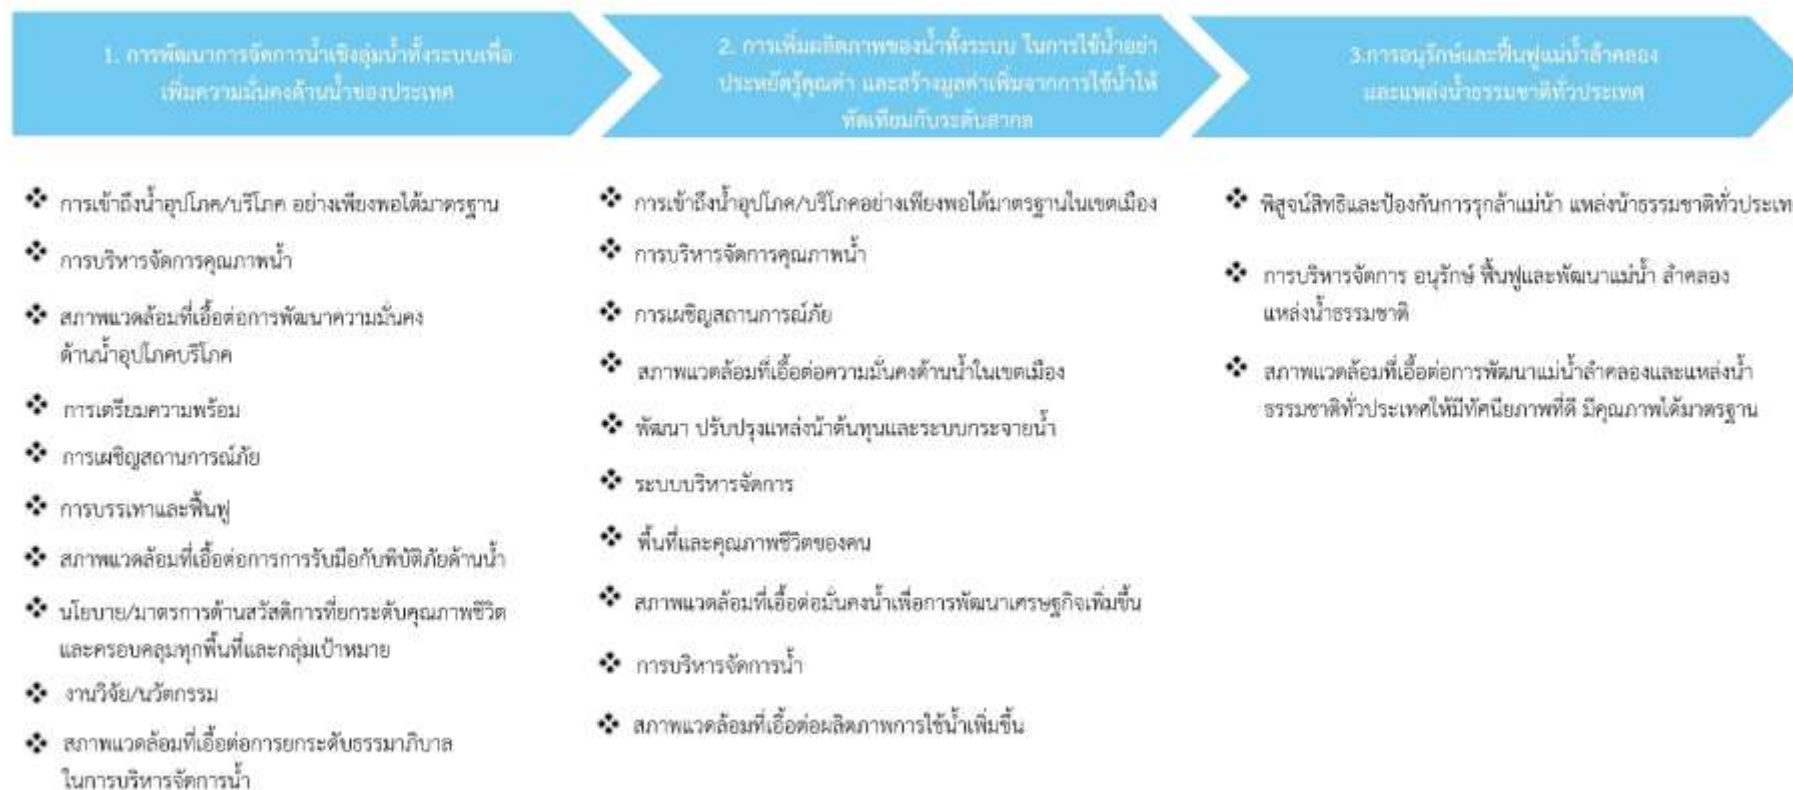 1. การพัฒนาการจัดการน้ำเชิงลุ่มน้ำทั้งระบบเพื่อ
เพิ่มความมั่นคงด้านน้ำของประเทศ
การเข้าถึงน้ำอุปโภค/บริโภค อย่างเพียงพอได้มาตรฐาน
การบริหารจัดการคุณภาพน้ำ
สภาพแวดล้อมที่เอื้อต่อการพัฒนาความมั่นคง
ด้านน้ำอุปโภคบริโภค
การเตรียมความพร้อม
การเผชิญสถานการณ์ภัย
การบรรเทาและฟื้นฟู
สภาพแวดล้อมที่เอื้อต่อการการรับมือกับพิบัติภัยด้านน้ำ
นโยบาย/มาตรการด้านสวัสดิการที่ยกระดับคุณภาพชีวิต
และครอบคลุมทุกพื้นที่และกลุ่มเป้าหมาย
งานวิจัย/นวัตกรรม
สภาพแวดล้อมที่เอื้อต่อการยกระดับธรรมาภิบาล
ในการบริหารจัดการน้ำ
2. การเพิ่มผลิตภาพของน้ำทั้งระบบ ในการใช้น้ำอย่า
ประหยัดรู้คุณค่า และสร้างมูลค่าเพิ่มจากการใช้น้ำให้
ทัดเทียมกับระดับสากล
การเข้าถึงน้ำอุปโภค/บริโภคอย่างเพียงพอได้มาตรฐานในเขตเมือง
การบริหารจัดการคุณภาพน้ำ
การเผชิญสถานการณ์ภัย
สภาพแวดล้อมที่เอื้อต่อความมั่นคงด้านน้ำในเขตเมือง
พัฒนา ปรับปรุงแหล่งน้ำต้นทุนและระบบกระจายน้ำ
ระบบบริหารจัดการ
พื้นที่และคุณภาพชีวิตของคน
สภาพแวดล้อมที่เอื้อต่อมั่นคงน้ำเพื่อการพัฒนาเศรษฐกิจเพิ่มขึ้น
การบริหารจัดการน้ำ
สภาพแวดล้อมที่เอื้อต่อผลิตภาพการใช้น้ำเพิ่มขึ้น
3.การอนุรักษ์และฟื้นฟูแม่น้ำลำคลอง
และแหล่งน้ำธรรมชาติทั่วประเทศ
พิสูจน์สิทธิและป้องกันการรุกล้ำแม่น้ำ แหล่งน้ำธรรมชาติทั่วประเท
การบริหารจัดการ อนุรักษ์ ฟื้นฟูและพัฒนาแม่น้ำ ลำคลอง
แหล่งน้ำธรรมชาติ
สภาพแวดล้อมที่เอื้อต่อการพัฒนาแม่น้ำลำคลองและแหล่งน้ำ
ธรรมชาติทั่วประเทศให้มีทัศนียภาพที่ดี มีคุณภาพได้มาตรฐาน